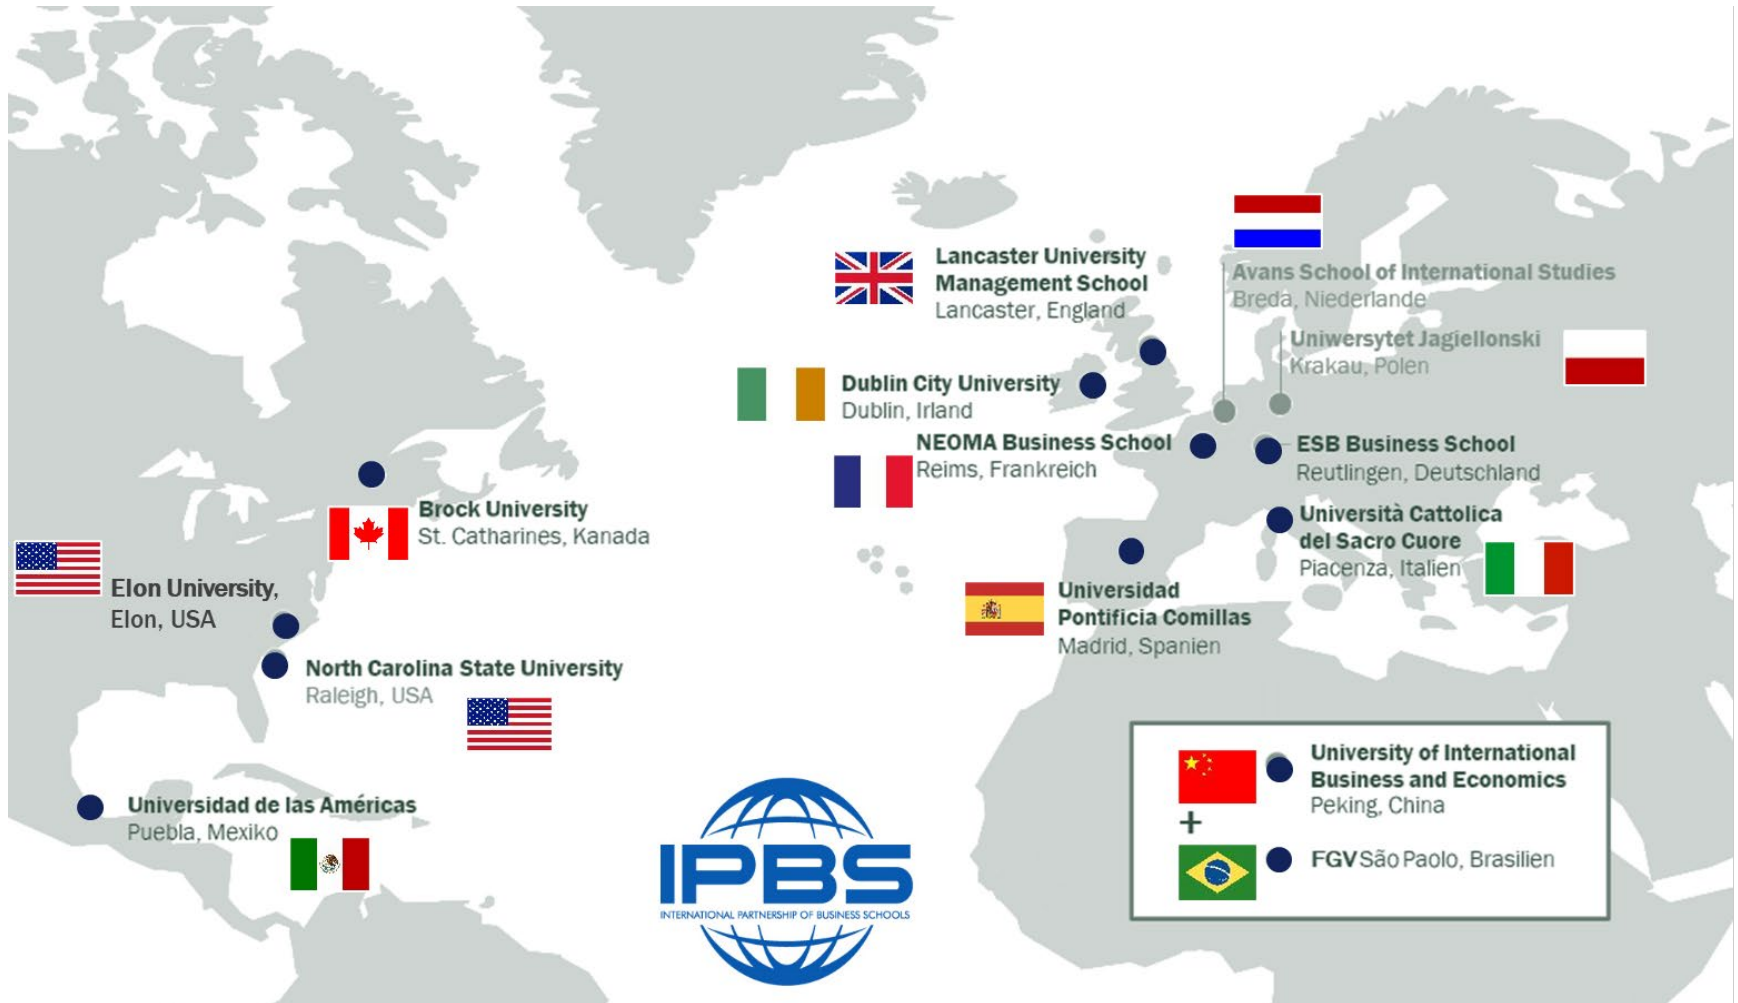 Lancaster University
Management School
Lancaster, England
Avans School of International Studies
Breda, Niederlande
Uniwersytet Jagiellonski
Krakau, Polen
Dublin City University
Dublin, Irland
NEOMA Business School
Reims, Frankreich
ESB Business School
Reutlingen, Deutschland
Brock University
St. Catharines, Kanada
Università Cattolica
del Sacro Cuore
Piacenza, Italien
Elon University,
Elon, USA
Universidad
Pontificia Comillas
Madrid, Spanien
North Carolina State University
Raleigh, USA
Universidad de las Américas
Puebla, Mexiko
University of International
Business and Economics
Peking, China
+
FGV São Paolo, Brasilien
IPBS
INTERNATIONAL PARTNERSHIP OF BUSINESS SCHOOLS